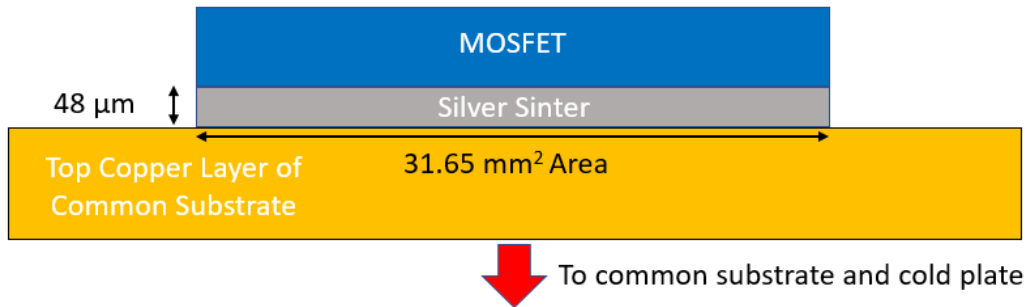 MOSFET
48 μm
Silver Sinter
31.65 mm² Area
Top Copper Layer of
Common Substrate
To common substrate and cold plate